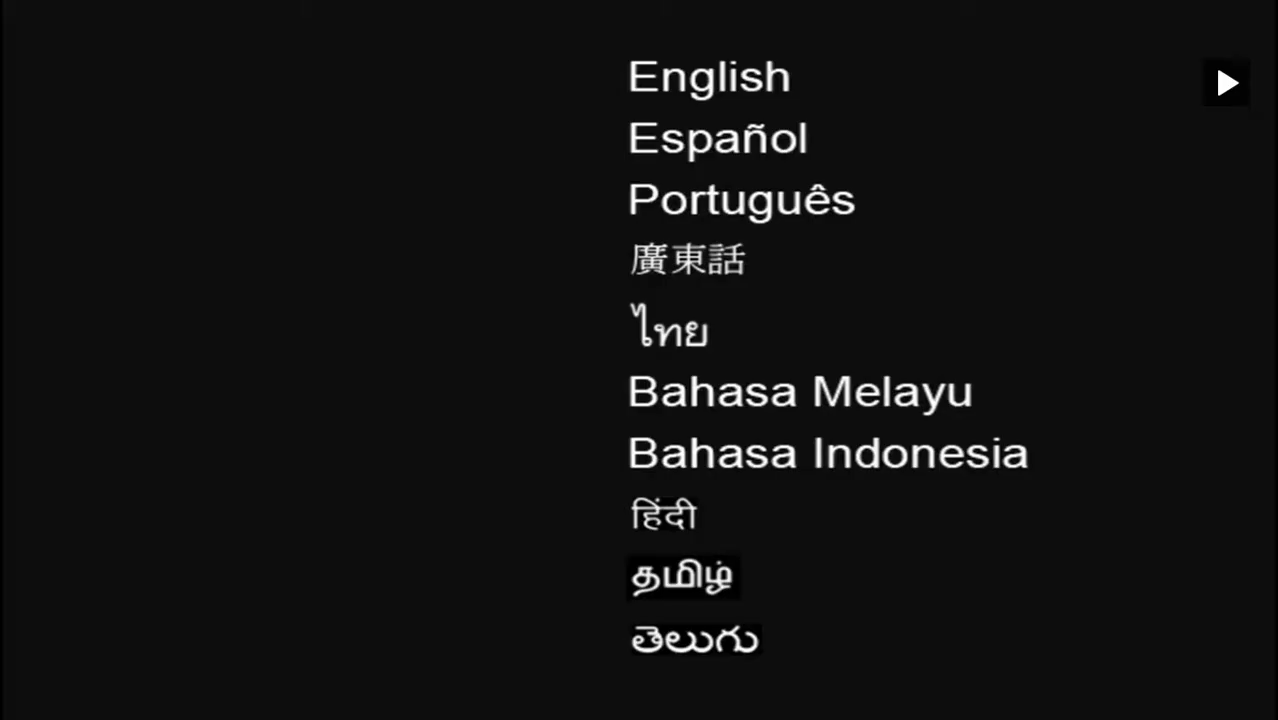 English
Español
Português
廣東話
ไทย
Bahasa Melayu
Bahasa Indonesia
हिंदी
தமிழ்
తెలుగు